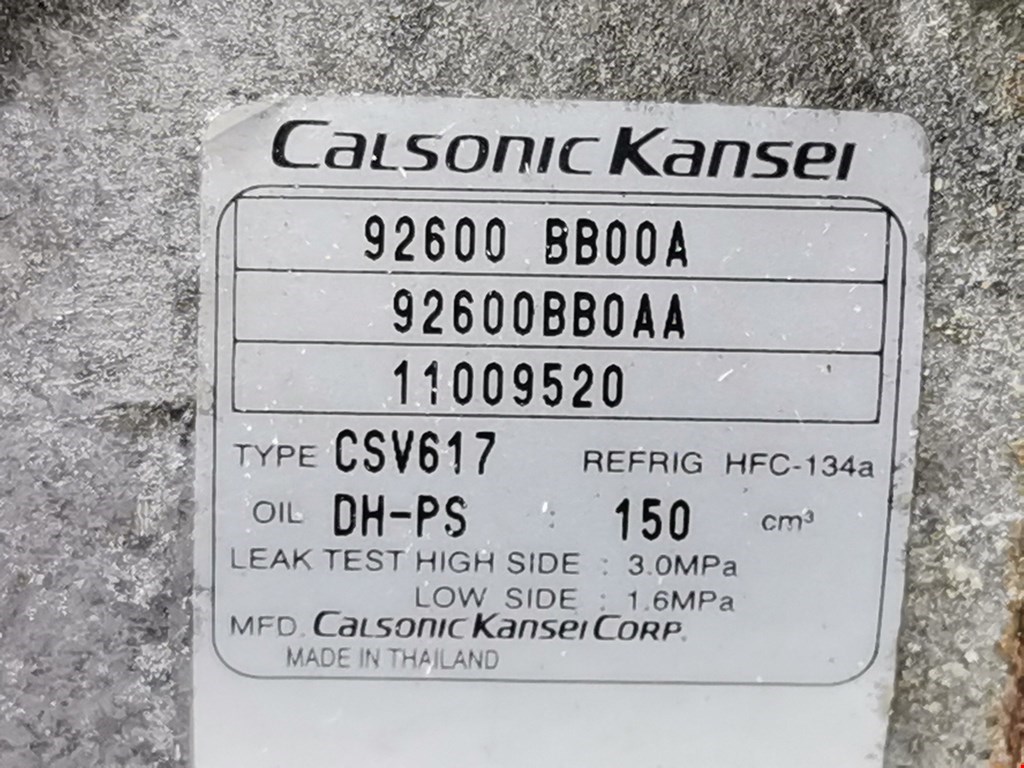 CALSONIC KANSEI
92600 BB00A
92600BB0AA
11009520
TYPE CSV617 REFRIG HFC-134a
OIL DH-PS : 150 cm³
LEAK TEST HIGH SIDE : 3.0MPa
LOW SIDE : 1.6MPa
MFD. CALSONIC KANSEI CORP.
MADE IN THAILAND